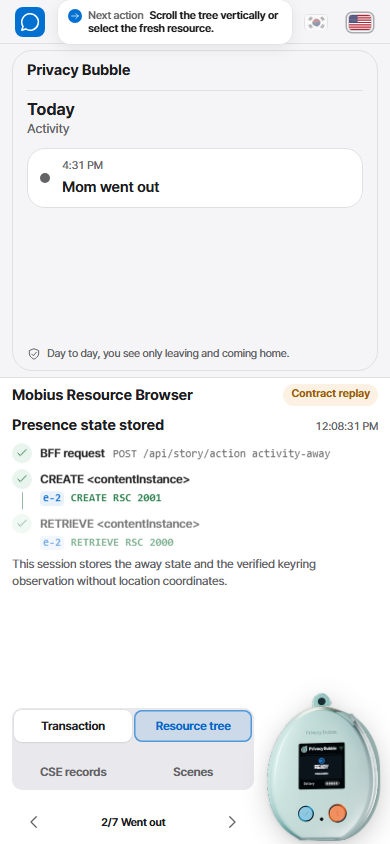 Next action Scroll the tree vertically or
select the fresh resource.
Privacy Bubble
Today
Activity
4:31 PM
Mom went out
Day to day, you see only leaving and coming home.
Mobius Resource Browser
Contract replay
Presence state stored
12:08:31 PM
BFF request POST /api/story/action activity-away
CREATE <contentInstance>
e-2 CREATE RSC 2001
RETRIEVE <contentInstance>
e-2 RETRIEVE RSC 2000
This session stores the away state and the verified keyring
observation without location coordinates.
Transaction
Resource tree
CSE records
Scenes
2/7 Went out
Privacy Bubble
PrivacyBubble